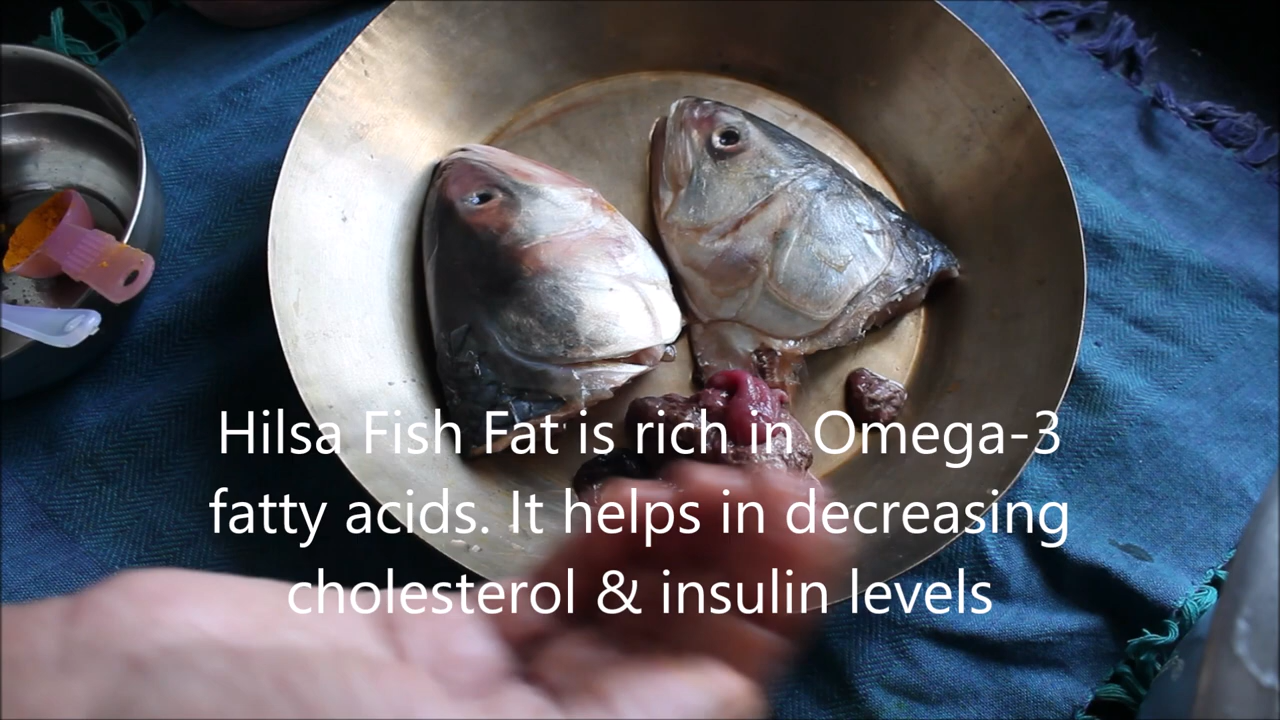 Hilsa Fish Fat is rich in Omega-3
fatty acids. It helps in decreasing
cholesterol & insulin levels